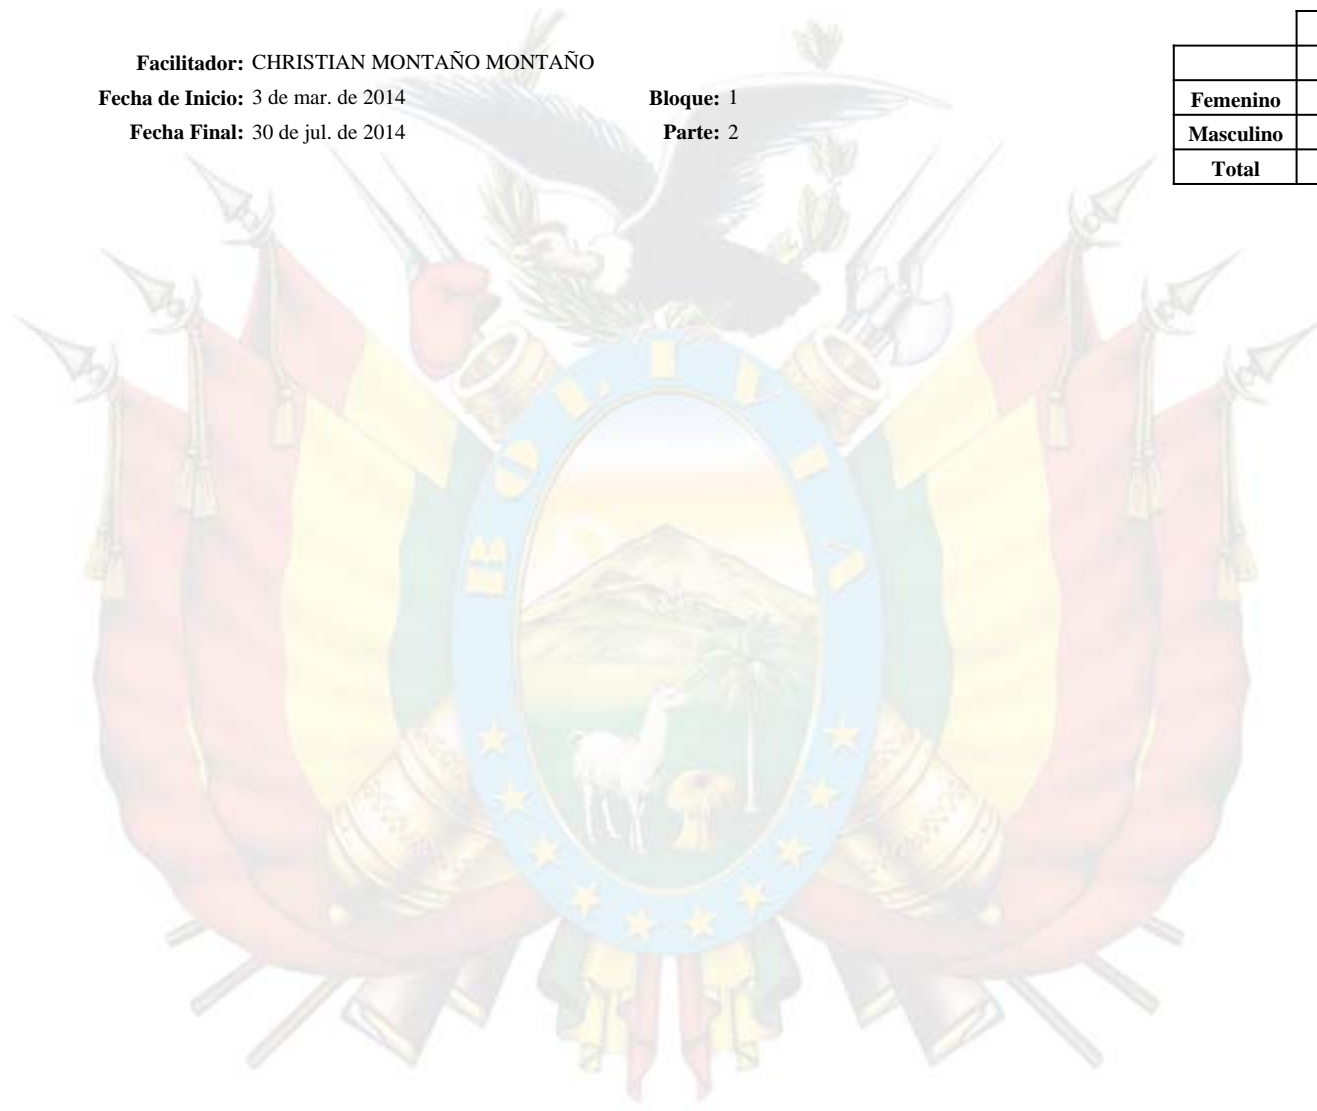 Facilitador: CHRISTIAN MONTAÑO MONTAÑO
Fecha de Inicio: 3 de mar. de 2014 Bloque: 1
Fecha Final: 30 de jul. de 2014 Parte: 2
Femenino
Masculino
Total
BOLIVIA